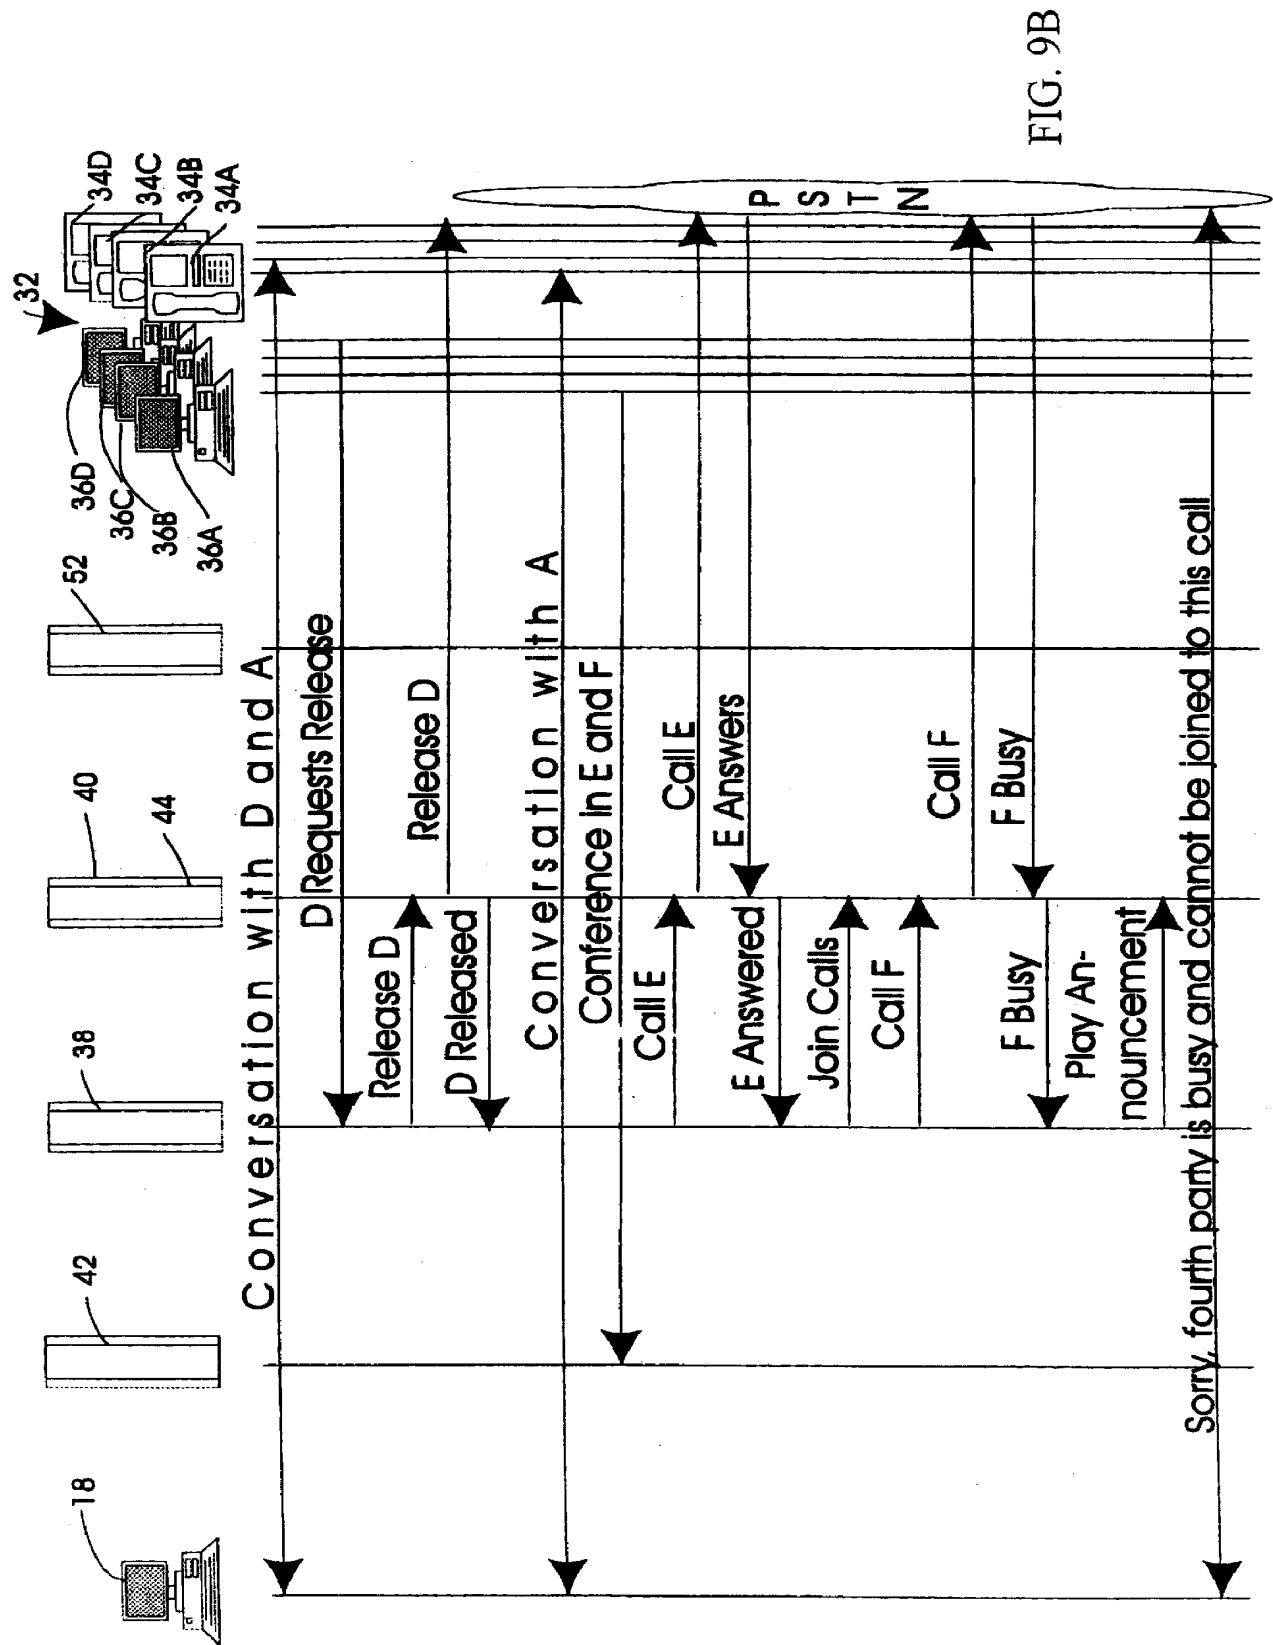 18
42
38
40
44
52
36D
36C
36B
36A
32
34D
34C
34B
34A
Conversation with D and A
D Requests Release
Release D
Release D
D Released
Conversation with A
Conference in E and F
Call E
Call E
E Answers
E Answered
Join Calls
Call F
Call F
F Busy
F Busy
Play An-
nouncement
Sorry, fourth party is busy and cannot be joined to this call
PSTN
FIG. 9B